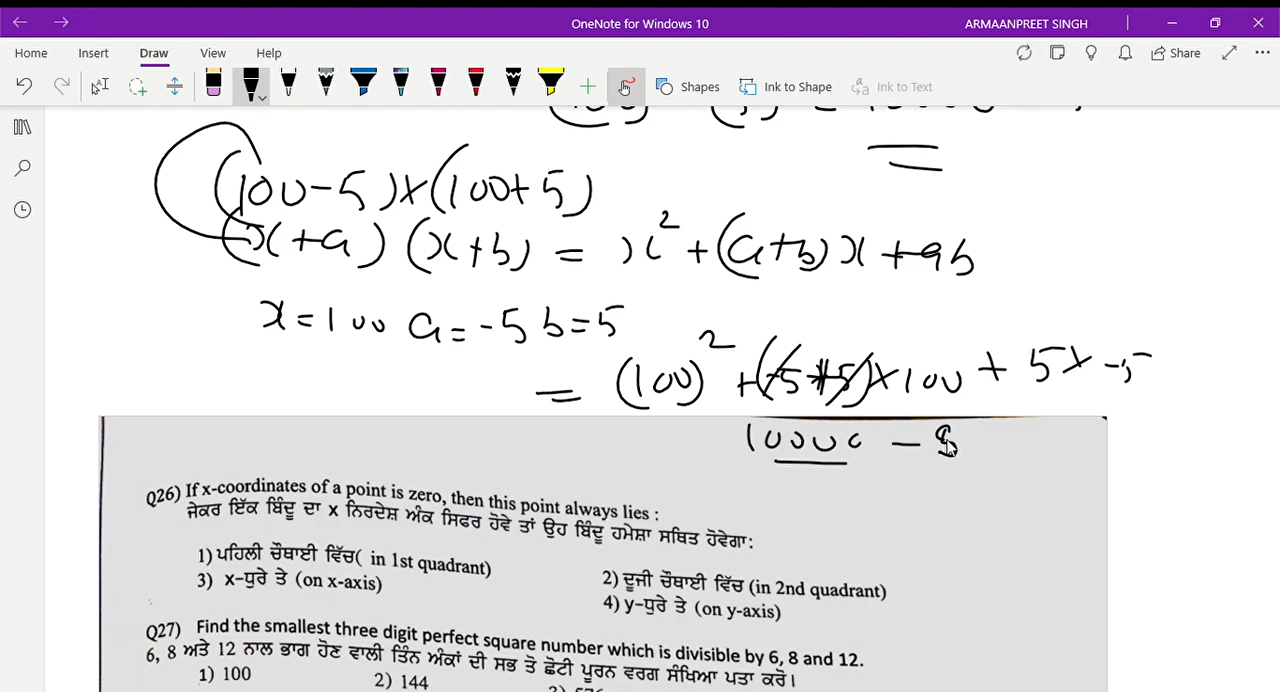 OneNote for Windows 10
ARMAANPREET SINGH
Home Insert Draw View Help
Share
Shapes Ink to Shape Ink to Text
(100-5)×(100+5)
(x+a) (x+b) = x² + (a+b)x + ab
x=100 a=-5 b=5
= (100)² + (-5+5)×100 + 5×-5
10000 -
Q26) If x-coordinates of a point is zero, then this point always lies :
ਜੇਕਰ ਇੱਕ ਬਿੰਦੂ ਦਾ x ਨਿਰਦੇਸ਼ ਅੰਕ ਸਿਫਰ ਹੋਵੇ ਤਾਂ ਉਹ ਬਿੰਦੂ ਹਮੇਸ਼ਾ ਸਥਿਤ ਹੋਵੇਗਾ:
1) ਪਹਿਲੀ ਚੌਥਾਈ ਵਿੱਚ( in 1st quadrant)
2) ਦੂਜੀ ਚੌਥਾਈ ਵਿੱਚ (in 2nd quadrant)
3) x-ਧੁਰੇ ਤੇ (on x-axis)
4) y-ਧੁਰੇ ਤੇ (on y-axis)
Q27) Find the smallest three digit perfect square number which is divisible by 6, 8 and 12.
6, 8 ਅਤੇ 12 ਨਾਲ ਭਾਗ ਹੋਣ ਵਾਲੀ ਤਿੰਨ ਅੰਕਾਂ ਦੀ ਸਭ ਤੋਂ ਛੋਟੀ ਪੂਰਨ ਵਰਗ ਸੰਖਿਆ ਪਤਾ ਕਰੋ।
1) 100 2) 144